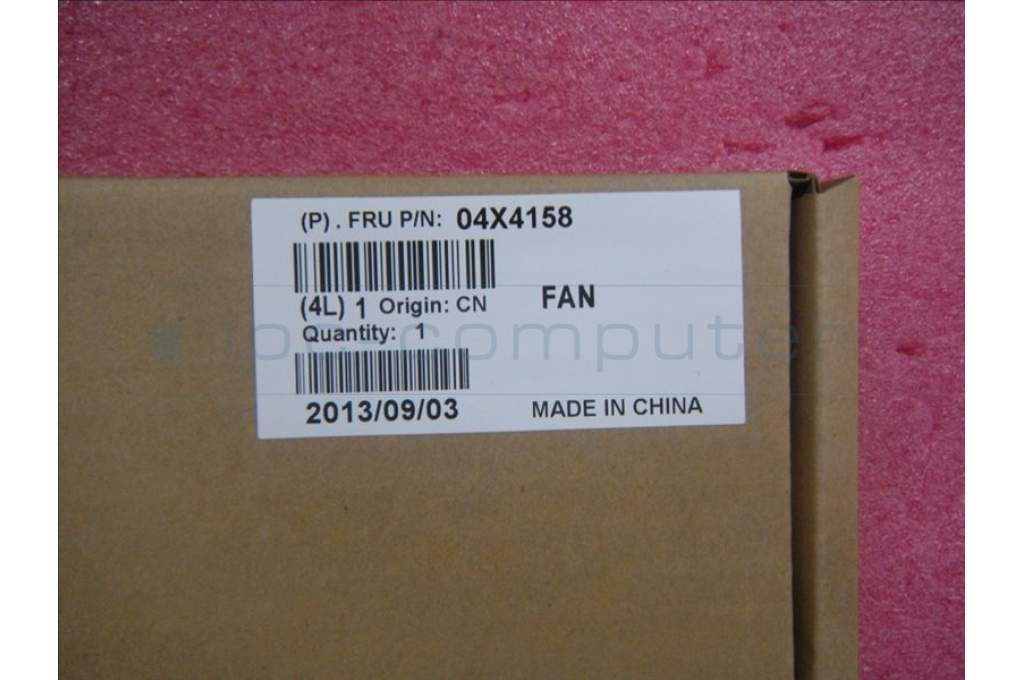 (P) . FRU P/N: 04X4158
(4L) 1 Origin: CN
FAN
Quantity: 1
2013/09/03
MADE IN CHINA